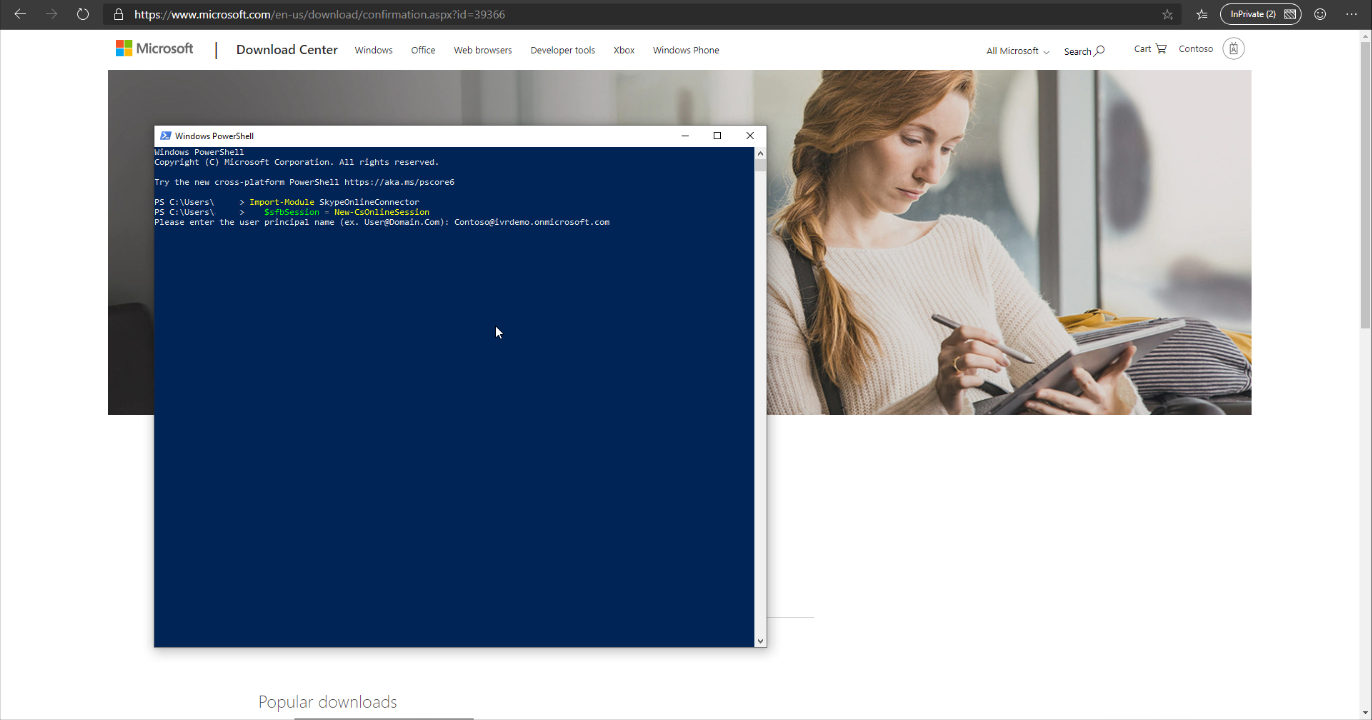 https://www.microsoft.com/en-us/download/confirmation.aspx?id=39366
InPrivate (2)
Microsoft
Download Center
Windows
Office
Web browsers
Developer tools
Xbox
Windows Phone
All Microsoft
Search
Cart
Contoso
Windows PowerShell
Windows PowerShell
Copyright (C) Microsoft Corporation. All rights reserved.
Try the new cross-platform PowerShell https://aka.ms/pscore6
PS C:\Users\ > Import-Module SkypeOnlineConnector
PS C:\Users\ > $sfbSession = New-CsOnlineSession
Please enter the user principal name (ex. User@Domain.Com): Contoso@ivrdemo.onmicrosoft.com
Popular downloads